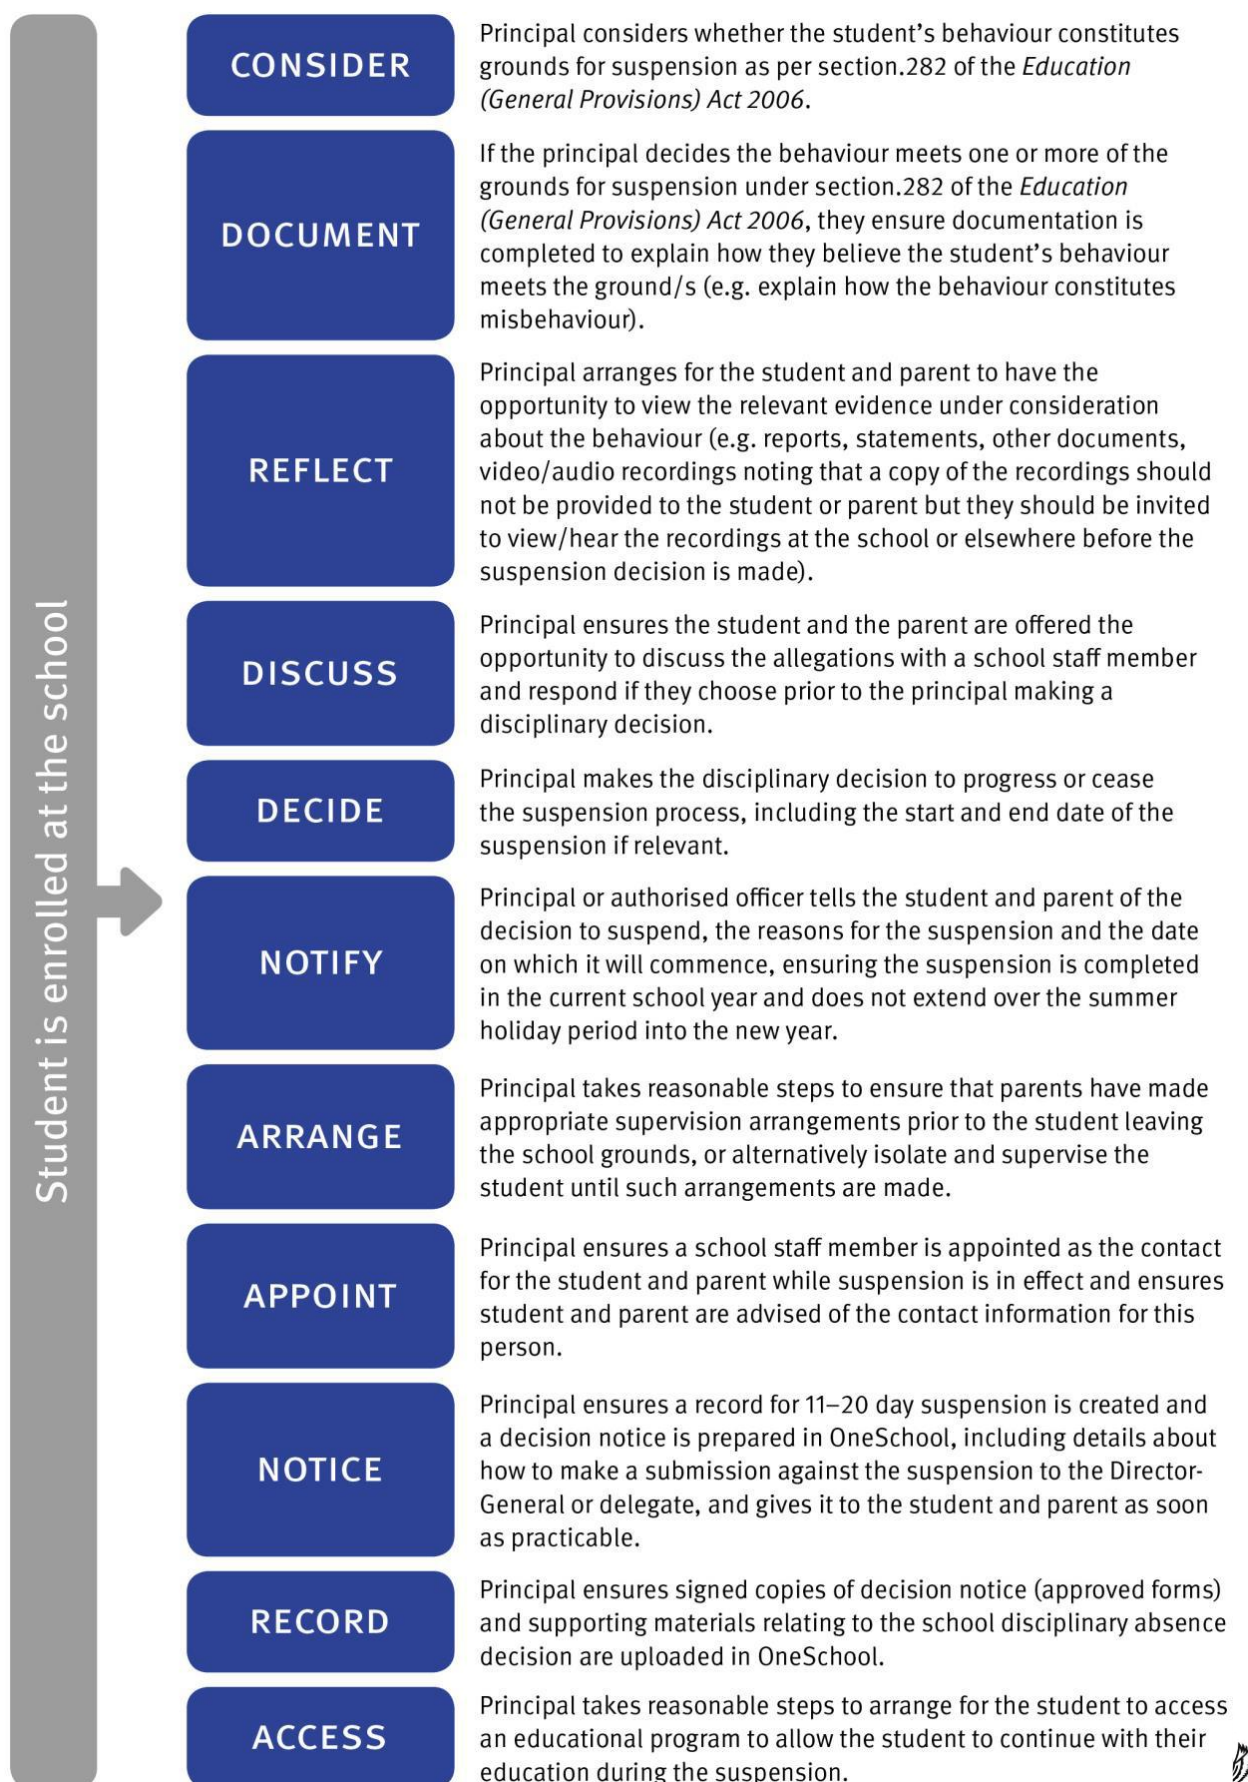 Student is enrolled at the school
CONSIDER
Principal considers whether the student’s behaviour constitutes
grounds for suspension as per section.282 of the Education
(General Provisions) Act 2006.
DOCUMENT
If the principal decides the behaviour meets one or more of the
grounds for suspension under section.282 of the Education
(General Provisions) Act 2006, they ensure documentation is
completed to explain how they believe the student’s behaviour
meets the ground/s (e.g. explain how the behaviour constitutes
misbehaviour).
REFLECT
Principal arranges for the student and parent to have the
opportunity to view the relevant evidence under consideration
about the behaviour (e.g. reports, statements, other documents,
video/audio recordings noting that a copy of the recordings should
not be provided to the student or parent but they should be invited
to view/hear the recordings at the school or elsewhere before the
suspension decision is made).
DISCUSS
Principal ensures the student and the parent are offered the
opportunity to discuss the allegations with a school staff member
and respond if they choose prior to the principal making a
disciplinary decision.
DECIDE
Principal makes the disciplinary decision to progress or cease
the suspension process, including the start and end date of the
suspension if relevant.
NOTIFY
Principal or authorised officer tells the student and parent of the
decision to suspend, the reasons for the suspension and the date
on which it will commence, ensuring the suspension is completed
in the current school year and does not extend over the summer
holiday period into the new year.
ARRANGE
Principal takes reasonable steps to ensure that parents have made
appropriate supervision arrangements prior to the student leaving
the school grounds, or alternatively isolate and supervise the
student until such arrangements are made.
APPOINT
Principal ensures a school staff member is appointed as the contact
for the student and parent while suspension is in effect and ensures
student and parent are advised of the contact information for this
person.
NOTICE
Principal ensures a record for 11–20 day suspension is created and
a decision notice is prepared in OneSchool, including details about
how to make a submission against the suspension to the Director-
General or delegate, and gives it to the student and parent as soon
as practicable.
RECORD
Principal ensures signed copies of decision notice (approved forms)
and supporting materials relating to the school disciplinary absence
decision are uploaded in OneSchool.
ACCESS
Principal takes reasonable steps to arrange for the student to access
an educational program to allow the student to continue with their
education during the suspension.